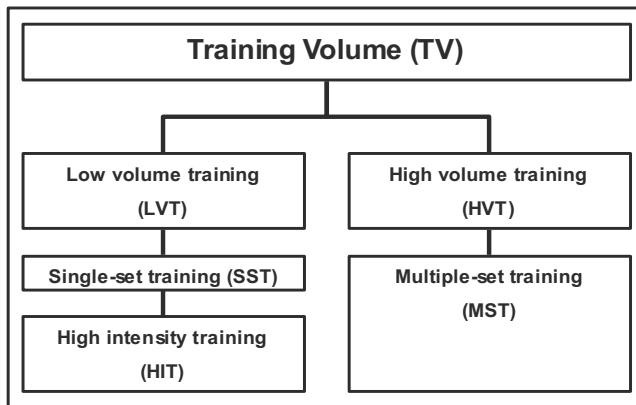 Training Volume (TV)
Low volume training
(LVT)
Single-set training (SST)
High intensity training
(HIT)
High volume training
(HVT)
Multiple-set training
(MST)